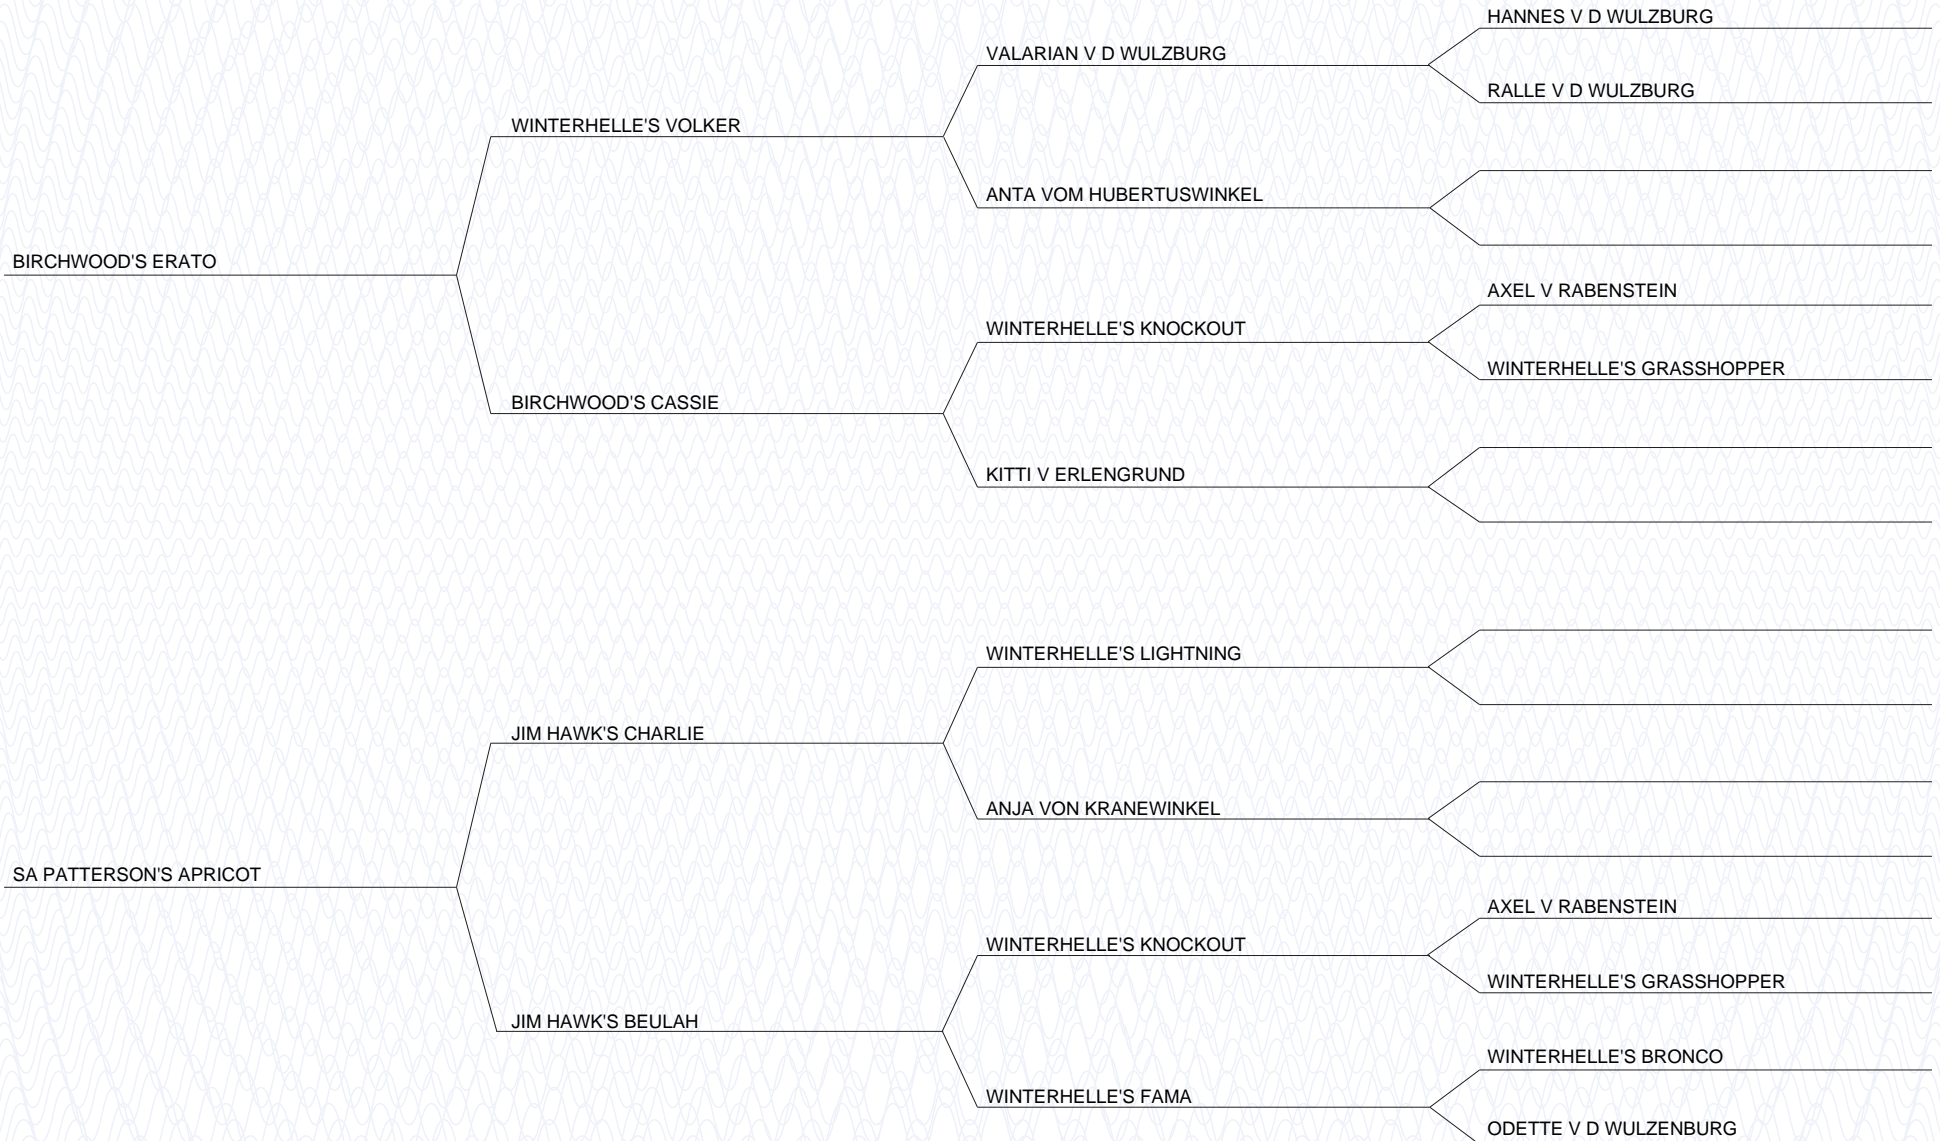 HANNES V D WULZBURG
VALARIAN V D WULZBURG
RALLE V D WULZBURG
WINTERHELLE'S VOLKER
ANTA VOM HUBERTUSWINKEL
BIRCHWOOD'S ERATO
AXEL V RABENSTEIN
WINTERHELLE'S KNOCKOUT
WINTERHELLE'S GRASSHOPPER
BIRCHWOOD'S CASSIE
KITTI V ERLENGRUND
WINTERHELLE'S LIGHTNING
JIM HAWK'S CHARLIE
ANJA VON KRANEWINKEL
SA PATTERSON'S APRICOT
AXEL V RABENSTEIN
WINTERHELLE'S KNOCKOUT
WINTERHELLE'S GRASSHOPPER
JIM HAWK'S BEULAH
WINTERHELLE'S BRONCO
WINTERHELLE'S FAMA
ODETTE V D WULZENBURG